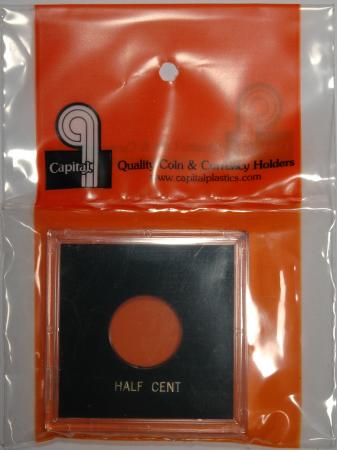 Capital
Quality Coin & Currency Holders
www.capitalplastics.com
HALF CENT